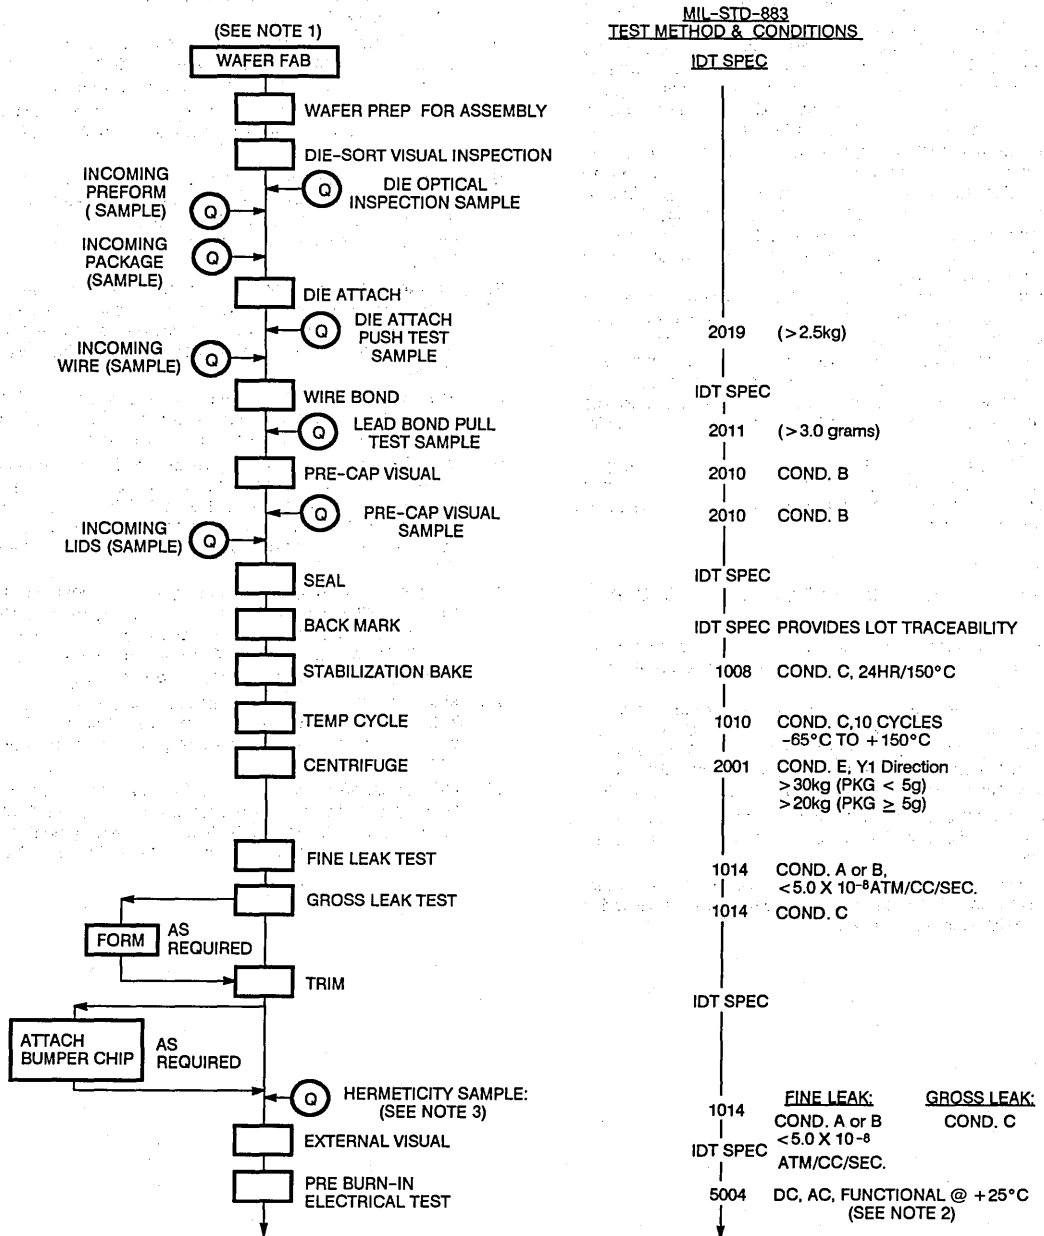 MIL-STD-883
TEST METHOD & CONDITIONS
(SEE NOTE 1)
WAFER FAB
IDT SPEC
WAFER PREP FOR ASSEMBLY
DIE-SORT VISUAL INSPECTION
INCOMING
PREFORM
( SAMPLE)
Q
Q
DIE OPTICAL
INSPECTION SAMPLE
INCOMING
PACKAGE
(SAMPLE)
Q
DIE ATTACH
Q
DIE ATTACH
PUSH TEST
SAMPLE
2019 (>2.5kg)
INCOMING
WIRE (SAMPLE)
Q
WIRE BOND
IDT SPEC
Q
LEAD BOND PULL
TEST SAMPLE
2011 (>3.0 grams)
PRE-CAP VISUAL
2010 COND. B
Q
PRE-CAP VISUAL
SAMPLE
2010 COND. B
INCOMING
LIDS (SAMPLE)
Q
SEAL
IDT SPEC
BACK MARK
IDT SPEC PROVIDES LOT TRACEABILITY
STABILIZATION BAKE
1008 COND. C, 24HR/150°C
TEMP CYCLE
1010 COND. C,10 CYCLES
-65°C TO +150°C
CENTRIFUGE
2001 COND. E, Y1 Direction
>30kg (PKG < 5g)
>20kg (PKG ≥ 5g)
FINE LEAK TEST
1014 COND. A or B,
<5.0 X 10⁻⁸ATM/CC/SEC.
GROSS LEAK TEST
1014 COND. C
FORM
AS
REQUIRED
TRIM
IDT SPEC
ATTACH
BUMPER CHIP
AS
REQUIRED
Q
HERMETICITY SAMPLE:
(SEE NOTE 3)
FINE LEAK: GROSS LEAK:
1014 COND. A or B COND. C
<5.0 X 10⁻⁸
ATM/CC/SEC.
EXTERNAL VISUAL
IDT SPEC
PRE BURN-IN
ELECTRICAL TEST
5004 DC, AC, FUNCTIONAL @ +25°C
(SEE NOTE 2)